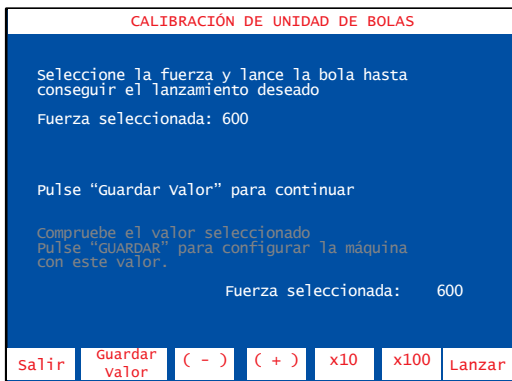 CALIBRACIÓN DE UNIDAD DE BOLAS
Seleccione la fuerza y lance la bola hasta
conseguir el lanzamiento deseado
Fuerza seleccionada: 600
Pulse “Guardar Valor” para continuar
Compruebe el valor seleccionado
Pulse “GUARDAR” para configurar la máquina
con este valor.
Fuerza seleccionada: 600
Salir Guardar Valor ( - ) ( + ) x10 x100 Lanzar